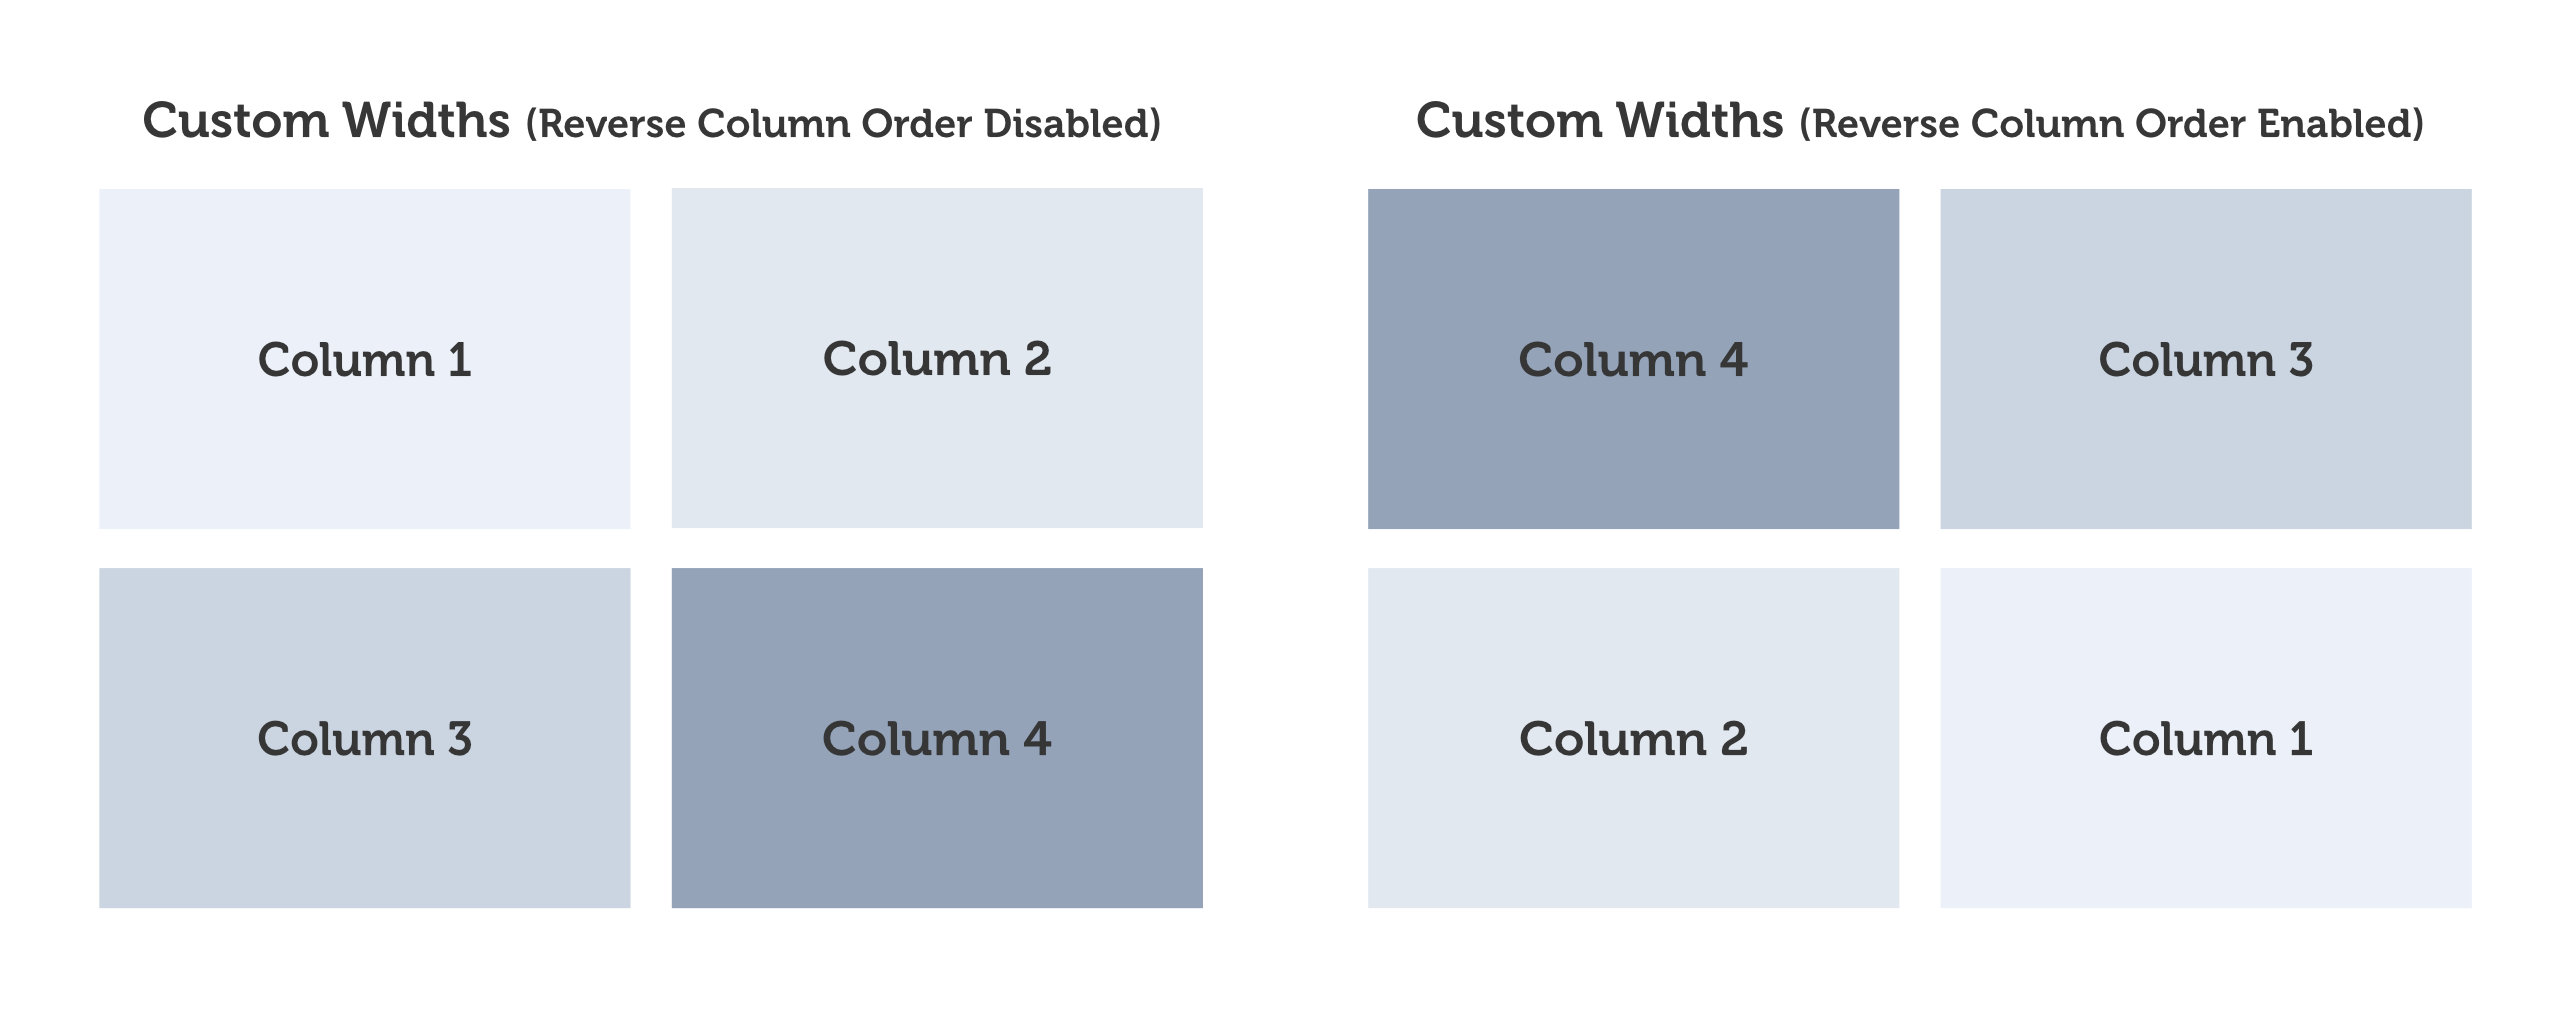 Custom Widths (Reverse Column Order Disabled)
Column 1
Column 2
Column 3
Column 4
Custom Widths (Reverse Column Order Enabled)
Column 4
Column 3
Column 2
Column 1